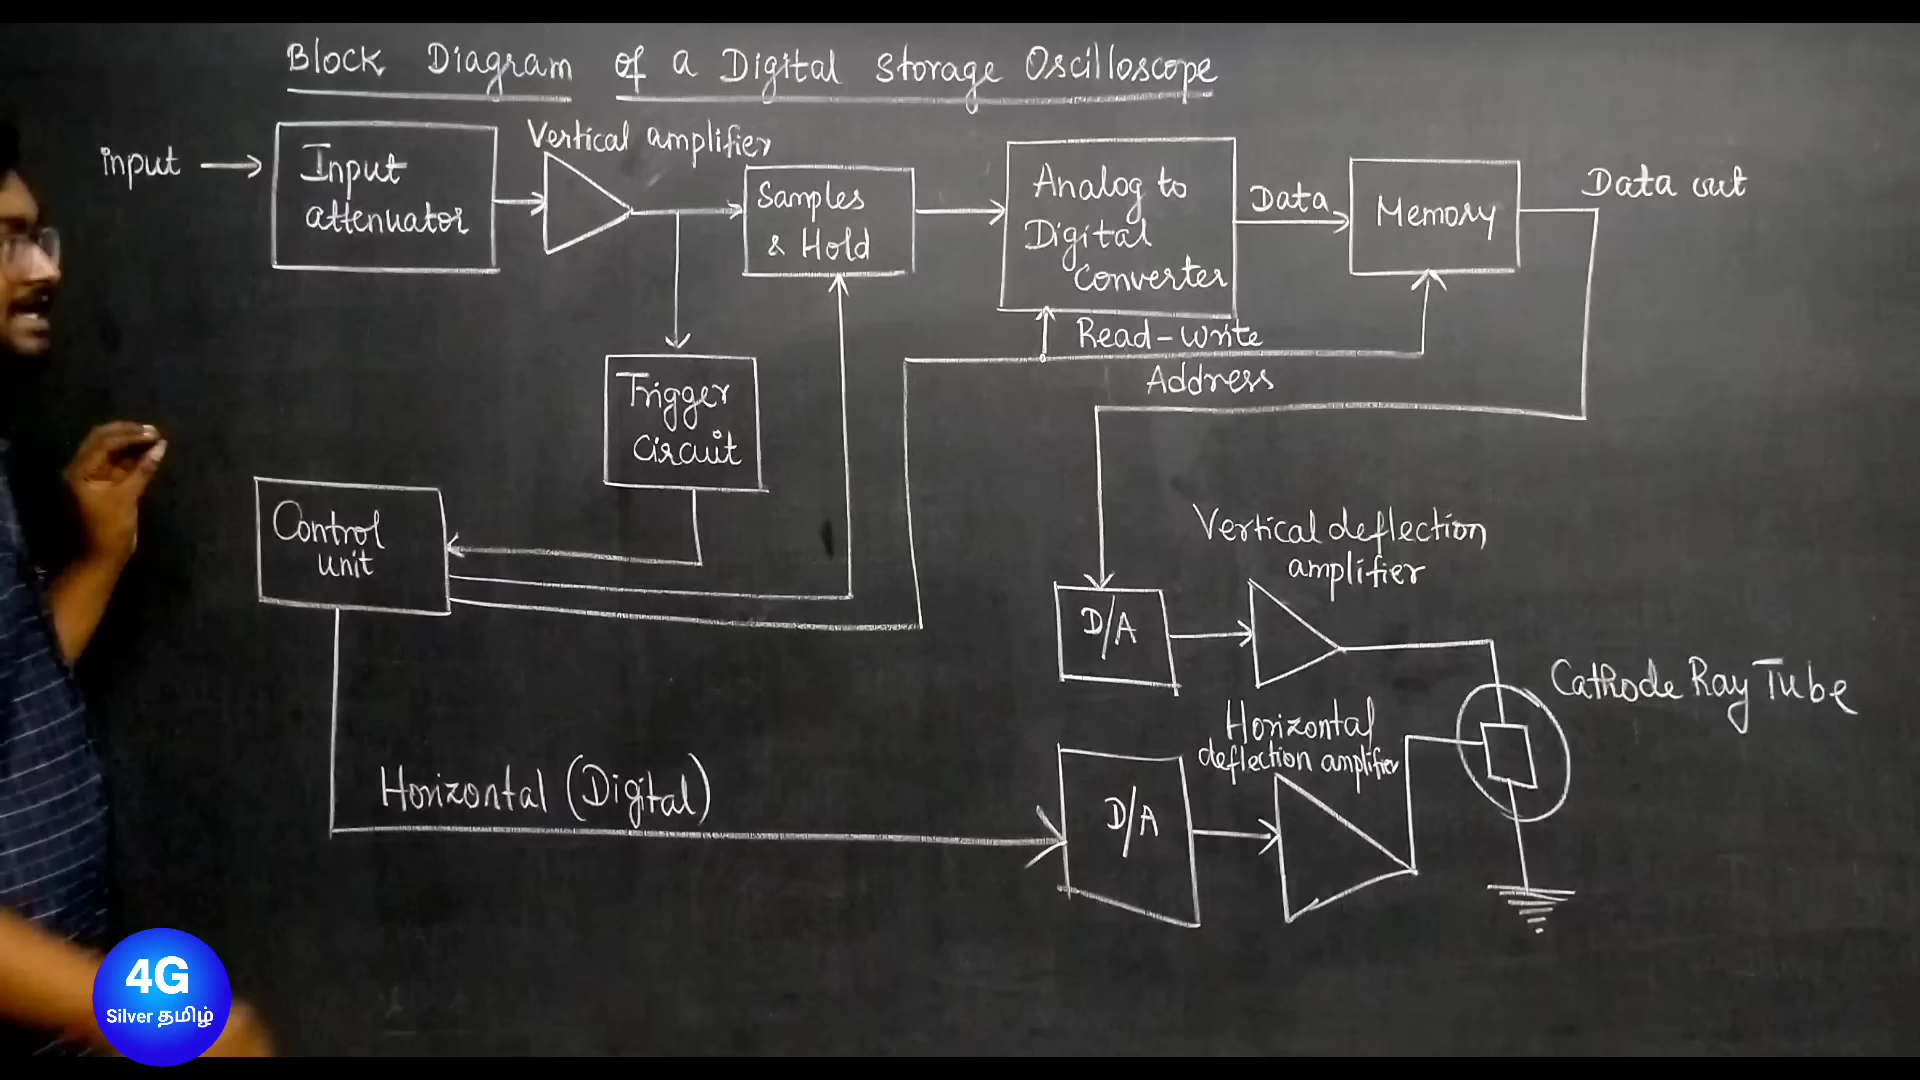 Block Diagram of a Digital Storage Oscilloscope
input
Input
attenuator
Vertical amplifier
Samples
& Hold
Analog to
Digital
Converter
Data
Memory
Data out
Read-Write
Address
Trigger
Circuit
Control
unit
Vertical deflection
amplifier
D/A
Cathode Ray Tube
Horizontal
deflection amplifier
Horizontal (Digital)
D/A
4G
Silver தமிழ்